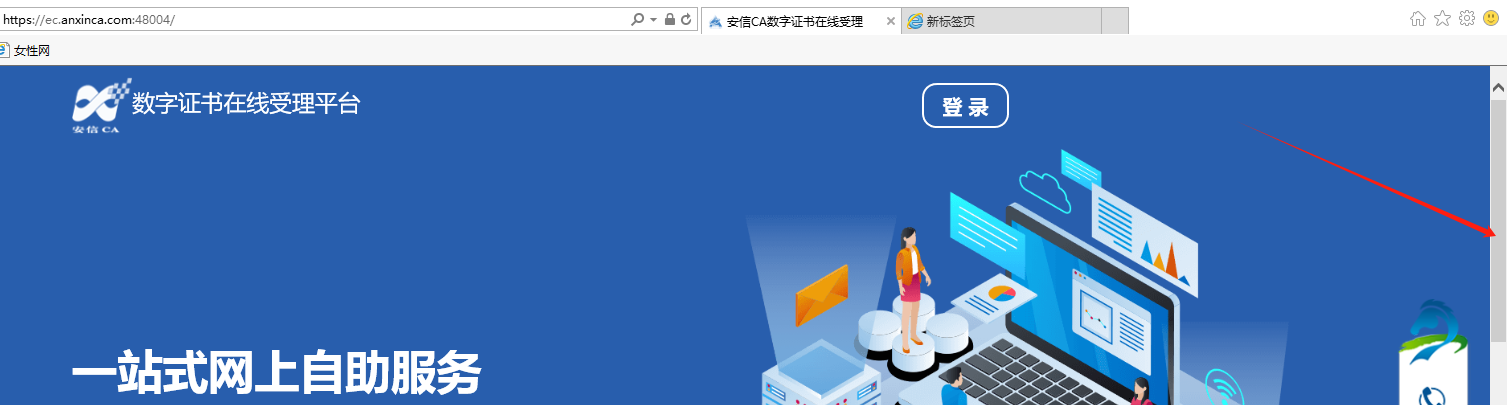 https://ec.anxinca.com:48004/
安信CA数字证书在线受理
新标签页
女性网
安信 CA
数字证书在线受理平台
登 录
一站式网上自助服务